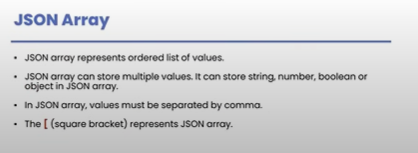 JSON Array
• JSON array represents ordered list of values.
• JSON array can store multiple values. It can store string, number, boolean or
object in JSON array.
• In JSON array, values must be separated by comma.
• The [ (square bracket) represents JSON array.